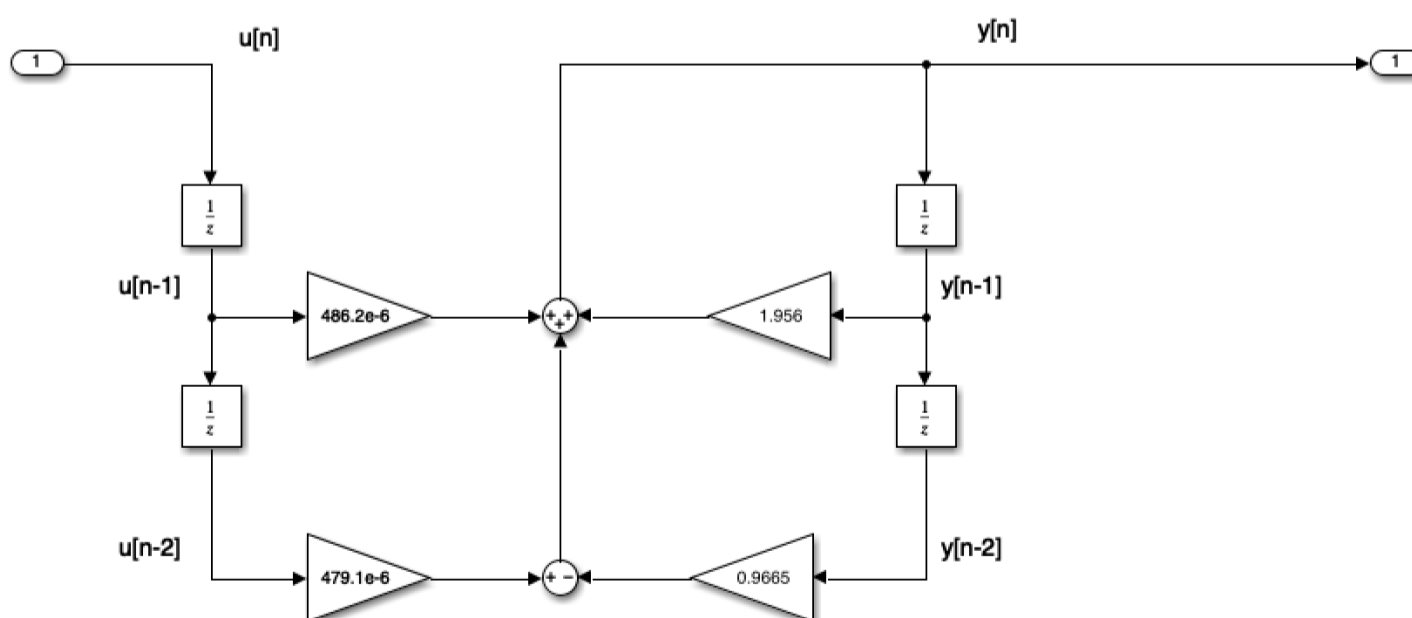 u[n]
y[n]
1
1
1
z
1
z
u[n-1]
y[n-1]
486.2e-6
+ + +
1.956
1
z
1
z
u[n-2]
y[n-2]
479.1e-6
+ −
0.9665